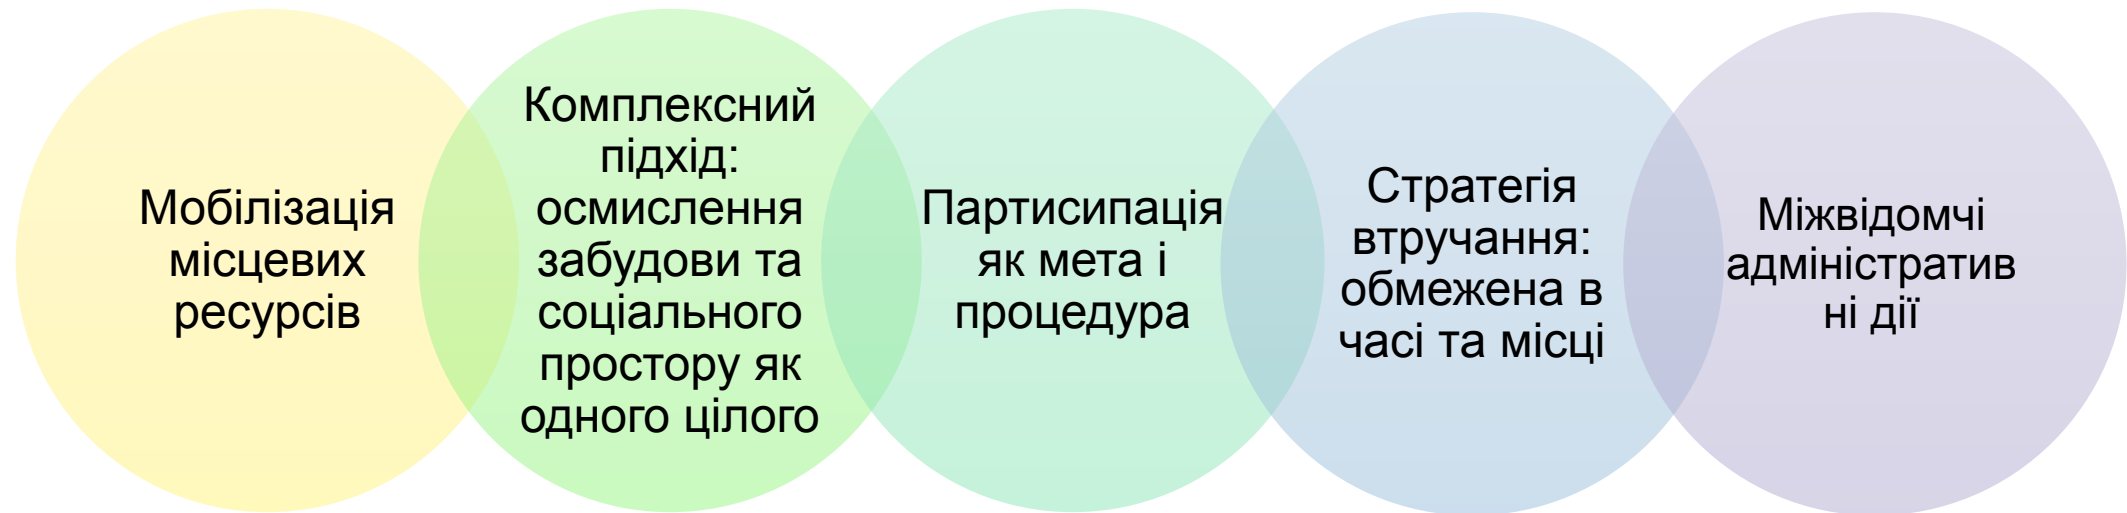 Мобілізація
місцевих
ресурсів
Комплексний
підхід:
осмислення
забудови та
соціального
простору як
одного цілого
Партисипація
як мета і
процедура
Стратегія
втручання:
обмежена в
часі та місці
Міжвідомчі
адміністратив
ні дії